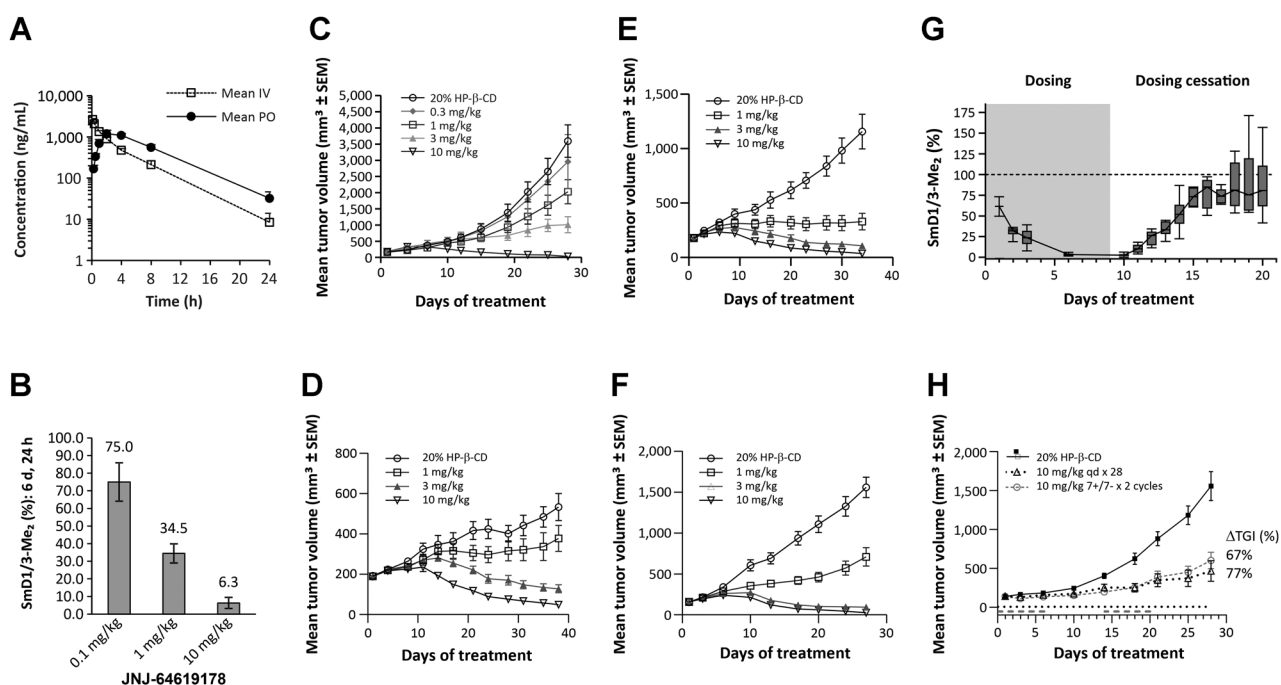 A
Concentration (ng/mL)
10,000
1,000
100
10
1
Mean IV
Mean PO
0 4 8 12 16 20 24
Time (h)
C
Mean tumor volume (mm³ ± SEM)
5,000
4,500
4,000
3,500
3,000
2,500
2,000
1,500
1,000
500
0
20% HP-β-CD
0.3 mg/kg
1 mg/kg
3 mg/kg
10 mg/kg
0 10 20 30
Days of treatment
E
Mean tumor volume (mm³ ± SEM)
1,500
1,000
500
0
20% HP-β-CD
1 mg/kg
3 mg/kg
10 mg/kg
0 10 20 30 40
Days of treatment
G
Dosing
Dosing cessation
SmD1/3-Me₂ (%)
175
150
125
100
75
50
25
0
0 5 10 15 20
Days of treatment
B
SmD1/3-Me₂ (%): 6 d, 24 h
100.0
90.0
80.0
70.0
60.0
50.0
40.0
30.0
20.0
10.0
0.0
75.0
34.5
6.3
0.1 mg/kg
1 mg/kg
10 mg/kg
JNJ-64619178
D
Mean tumor volume (mm³ ± SEM)
800
600
400
200
0
20% HP-β-CD
1 mg/kg
3 mg/kg
10 mg/kg
0 10 20 30 40
Days of treatment
F
Mean tumor volume (mm³ ± SEM)
2,000
1,500
1,000
500
0
20% HP-β-CD
1 mg/kg
3 mg/kg
10 mg/kg
0 10 20 30
Days of treatment
H
Mean tumor volume (mm³ ± SEM)
2,000
1,500
1,000
500
0
20% HP-β-CD
10 mg/kg qd x 28
10 mg/kg 7+/7- x 2 cycles
ΔTGI (%)
67%
77%
0 5 10 15 20 25 30
Days of treatment